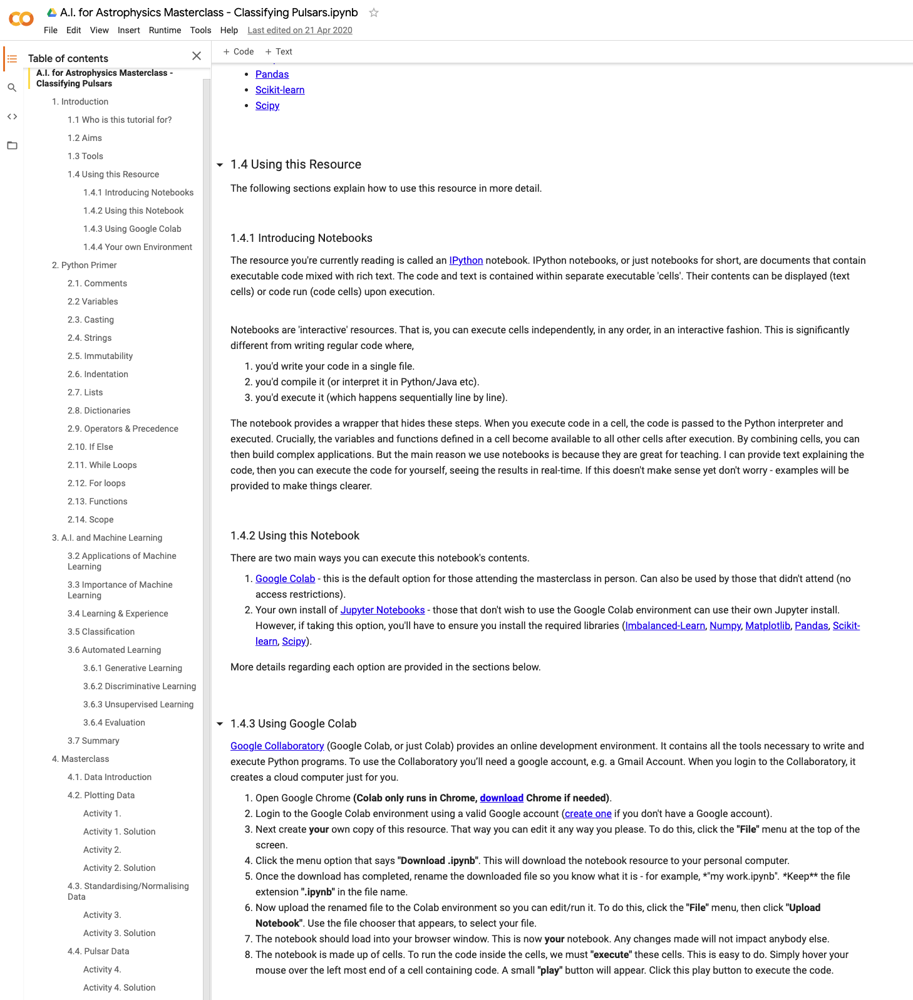 A.I. for Astrophysics Masterclass - Classifying Pulsars.ipynb
File Edit View Insert Runtime Tools Help Last edited on 21 Apr 2020
Table of contents
A.I. for Astrophysics Masterclass -
Classifying Pulsars
1. Introduction
1.1 Who is this tutorial for?
1.2 Aims
1.3 Tools
1.4 Using this Resource
1.4.1 Introducing Notebooks
1.4.2 Using this Notebook
1.4.3 Using Google Colab
1.4.4 Your own Environment
2. Python Primer
2.1. Comments
2.2 Variables
2.3. Casting
2.4. Strings
2.5. Immutability
2.6. Indentation
2.7. Lists
2.8. Dictionaries
2.9. Operators & Precedence
2.10. If Else
2.11. While Loops
2.12. For loops
2.13. Functions
2.14. Scope
3. A.I. and Machine Learning
3.2 Applications of Machine
Learning
3.3 Importance of Machine
Learning
3.4 Learning & Experience
3.5 Classification
3.6 Automated Learning
3.6.1 Generative Learning
3.6.2 Discriminative Learning
3.6.3 Unsupervised Learning
3.6.4 Evaluation
3.7 Summary
4. Masterclass
4.1. Data Introduction
4.2. Plotting Data
Activity 1.
Activity 1. Solution
Activity 2.
Activity 2. Solution
4.3. Standardising/Normalising
Data
Activity 3.
Activity 3. Solution
4.4. Pulsar Data
Activity 4.
Activity 4. Solution
+ Code + Text
• Pandas
• Scikit-learn
• Scipy
1.4 Using this Resource
The following sections explain how to use this resource in more detail.
1.4.1 Introducing Notebooks
The resource you're currently reading is called an IPython notebook. IPython notebooks, or just notebooks for short, are documents that contain
executable code mixed with rich text. The code and text is contained within separate executable 'cells'. Their contents can be displayed (text
cells) or code run (code cells) upon execution.
Notebooks are 'interactive' resources. That is, you can execute cells independently, in any order, in an interactive fashion. This is significantly
different from writing regular code where,
1. you'd write your code in a single file.
2. you'd compile it (or interpret it in Python/Java etc).
3. you'd execute it (which happens sequentially line by line).
The notebook provides a wrapper that hides these steps. When you execute code in a cell, the code is passed to the Python interpreter and
executed. Crucially, the variables and functions defined in a cell become available to all other cells after execution. By combining cells, you can
then build complex applications. But the main reason we use notebooks is because they are great for teaching. I can provide text explaining the
code, then you can execute the code for yourself, seeing the results in real-time. If this doesn't make sense yet don't worry - examples will be
provided to make things clearer.
1.4.2 Using this Notebook
There are two main ways you can execute this notebook's contents.
1. Google Colab - this is the default option for those attending the masterclass in person. Can also be used by those that didn't attend (no
access restrictions).
2. Your own install of Jupyter Notebooks - those that don't wish to use the Google Colab environment can use their own Jupyter install.
However, if taking this option, you'll have to ensure you install the required libraries (Imbalanced-Learn, Numpy, Matplotlib, Pandas, Scikit-
learn, Scipy).
More details regarding each option are provided in the sections below.
1.4.3 Using Google Colab
Google Collaboratory (Google Colab, or just Colab) provides an online development environment. It contains all the tools necessary to write and
execute Python programs. To use the Collaboratory you’ll need a google account, e.g. a Gmail Account. When you login to the Collaboratory, it
creates a cloud computer just for you.
1. Open Google Chrome (Colab only runs in Chrome, download Chrome if needed).
2. Login to the Google Colab environment using a valid Google account (create one if you don't have a Google account).
3. Next create your own copy of this resource. That way you can edit it any way you please. To do this, click the "File" menu at the top of the
screen.
4. Click the menu option that says "Download .ipynb". This will download the notebook resource to your personal computer.
5. Once the download has completed, rename the downloaded file so you know what it is - for example, *"my work.ipynb". *Keep** the file
extension ".ipynb" in the file name.
6. Now upload the renamed file to the Colab environment so you can edit/run it. To do this, click the "File" menu, then click "Upload
Notebook". Use the file chooser that appears, to select your file.
7. The notebook should load into your browser window. This is now your notebook. Any changes made will not impact anybody else.
8. The notebook is made up of cells. To run the code inside the cells, we must "execute" these cells. This is easy to do. Simply hover your
mouse over the left most end of a cell containing code. A small "play" button will appear. Click this play button to execute the code.